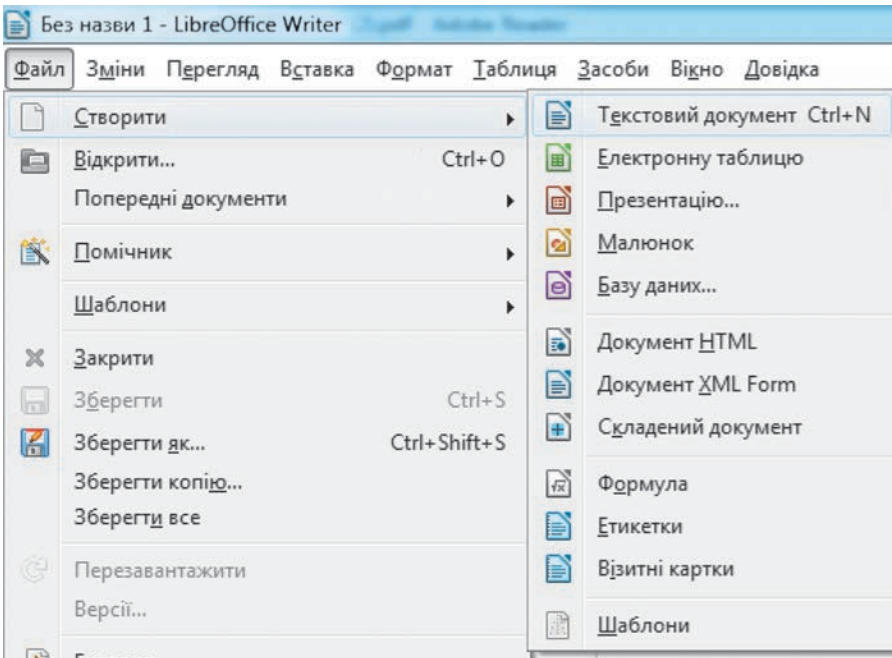 Без назви 1 - LibreOffice Writer
Файл Зміни Перегляд Вставка Формат Таблиця Засоби Вікно Довідка
Створити
Відкрити... Ctrl+O
Попередні документи
Помічник
Шаблони
Закрити
Зберегти Ctrl+S
Зберегти як... Ctrl+Shift+S
Зберегти копію...
Зберегти все
Перезавантажити
Версії...
Текстовий документ Ctrl+N
Електронну таблицю
Презентацію...
Малюнок
Базу даних...
Документ HTML
Документ XML Form
Складений документ
Формула
Етикетки
Візитні картки
Шаблони